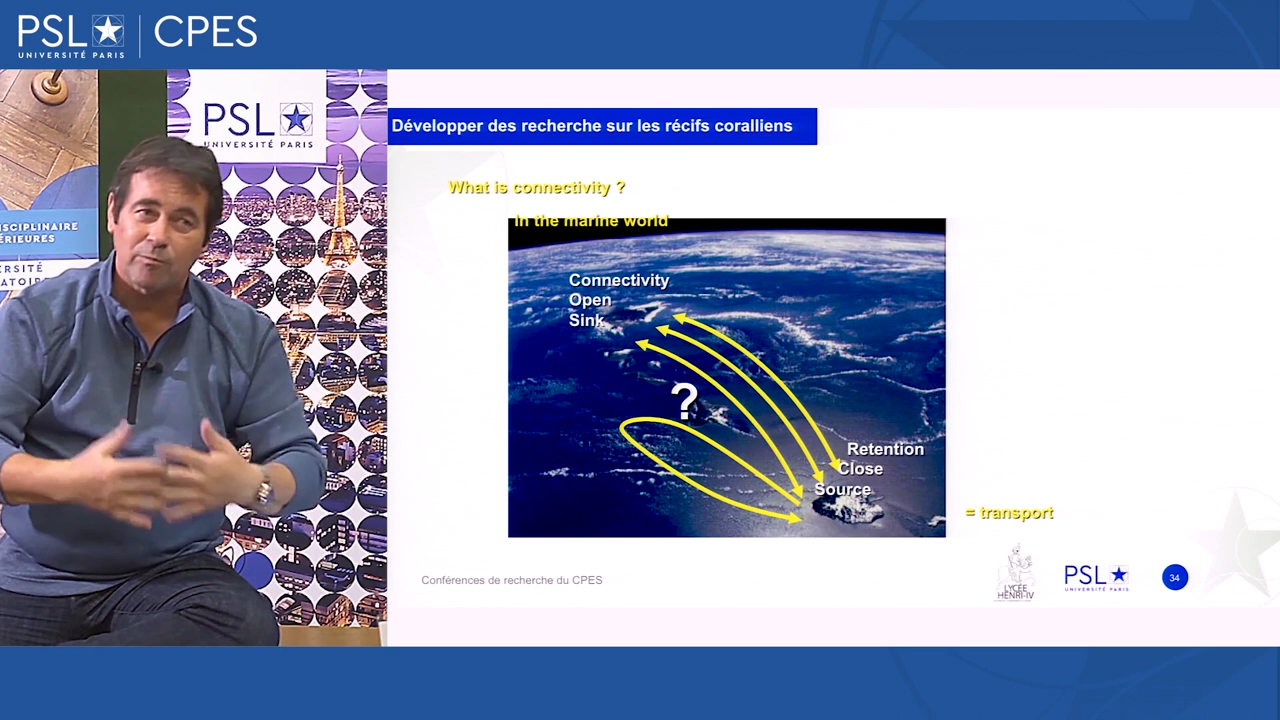 PSL CPES
UNIVERSITÉ PARIS
PSL
UNIVERSITÉ PARIS
ISCIPLINAIRE
ÉRIEURES
ERSITÉ
ATOIRE
Développer des recherche sur les récifs coralliens
What is connectivity ?
In the marine world
Connectivity
Open
Sink
?
Retention
Close
Source
= transport
Conférences de recherche du CPES
LYCÉE
HENRI-IV
PSL
UNIVERSITÉ PARIS
34